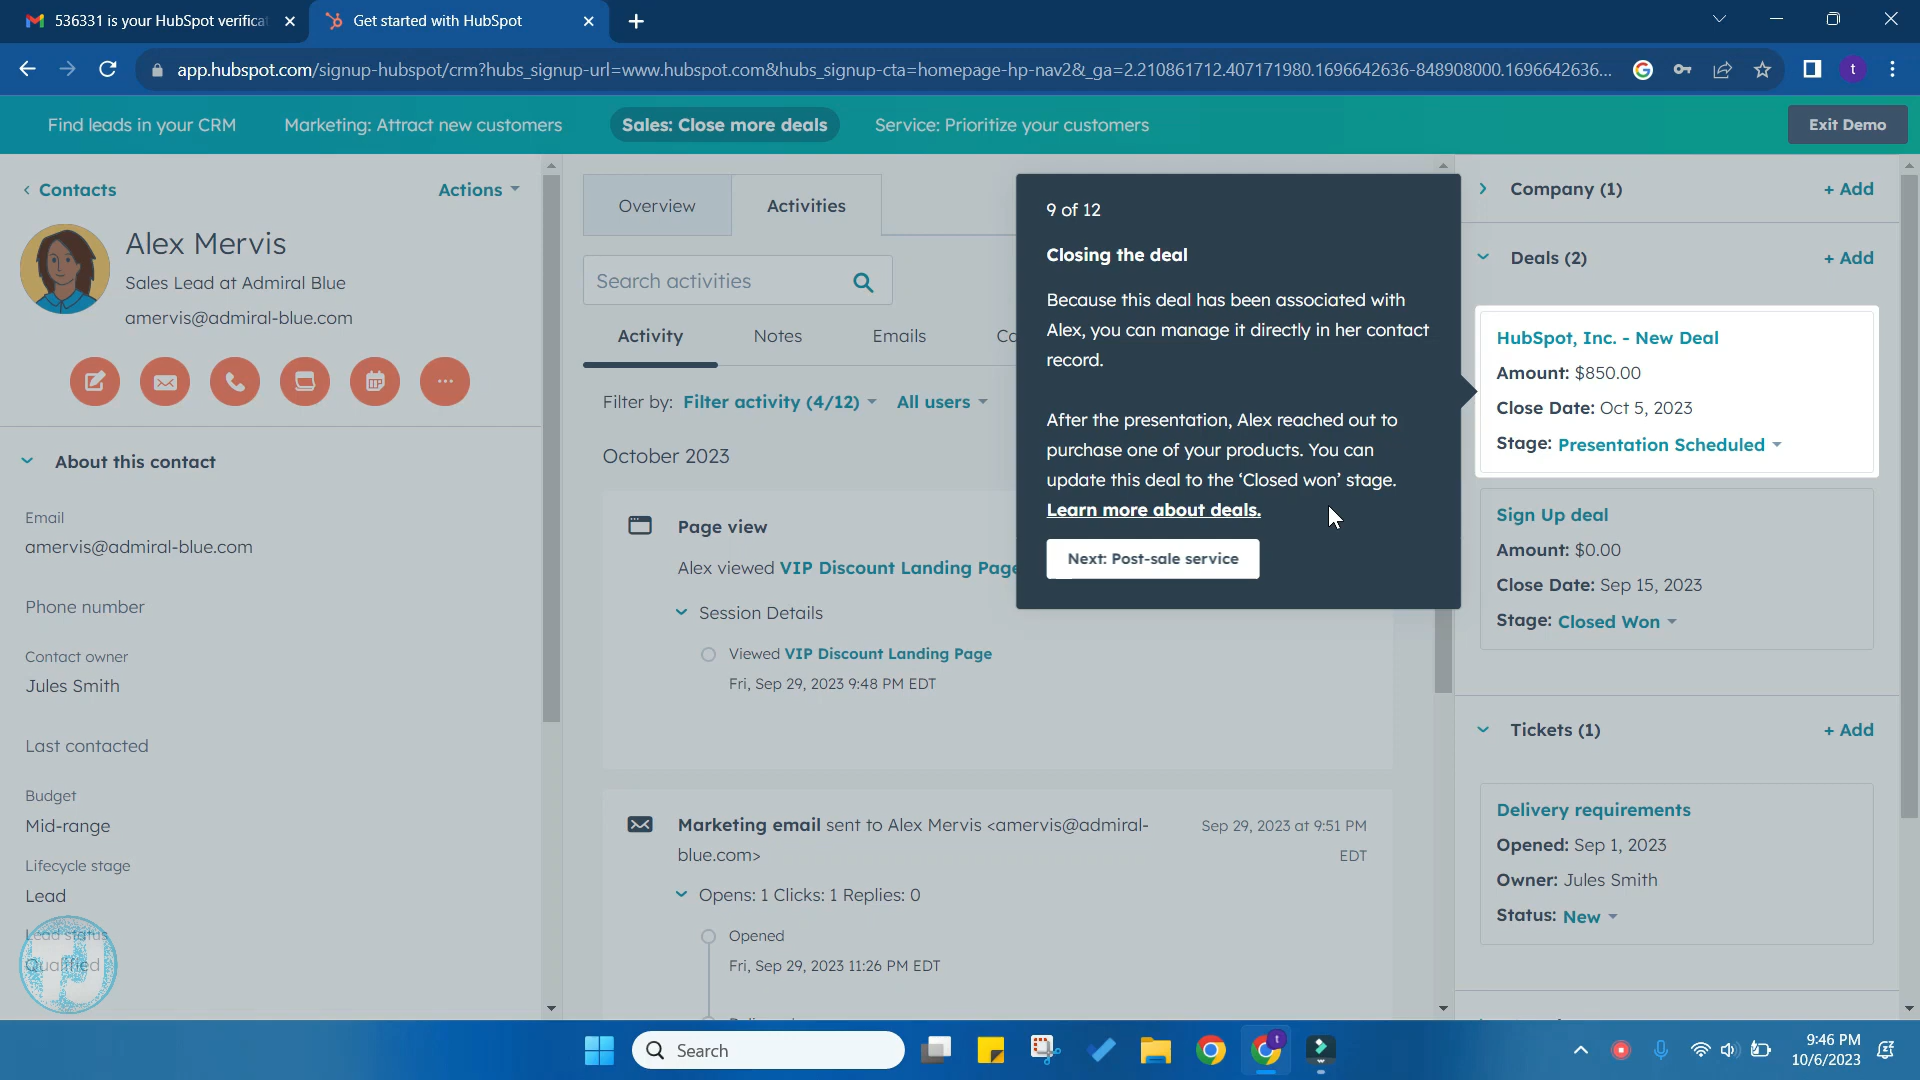 536331 is your HubSpot verifica
Get started with HubSpot
app.hubspot.com/signup-hubspot/crm?hubs_signup-url=www.hubspot.com&hubs_signup-cta=homepage-hp-nav2&_ga=2.210861712.407171980.1696642636-848908000.1696642636...
t
Find leads in your CRM
Marketing: Attract new customers
Sales: Close more deals
Service: Prioritize your customers
Exit Demo
Contacts
Actions
Alex Mervis
Sales Lead at Admiral Blue
amervis@admiral-blue.com
About this contact
Email
amervis@admiral-blue.com
Phone number
Contact owner
Jules Smith
Last contacted
Budget
Mid-range
Lifecycle stage
Lead
Lead status
Qualified
Overview
Activities
Search activities
Activity
Notes
Emails
Ca
Filter by: Filter activity (4/12)
All users
October 2023
Page view
Alex viewed VIP Discount Landing Page
Session Details
Viewed VIP Discount Landing Page
Fri, Sep 29, 2023 9:48 PM EDT
Marketing email sent to Alex Mervis <amervis@admiral-
blue.com>
Sep 29, 2023 at 9:51 PM
EDT
Opens: 1 Clicks: 1 Replies: 0
Opened
Fri, Sep 29, 2023 11:26 PM EDT
9 of 12
Closing the deal
Because this deal has been associated with
Alex, you can manage it directly in her contact
record.
After the presentation, Alex reached out to
purchase one of your products. You can
update this deal to the ‘Closed won’ stage.
Learn more about deals.
Next: Post-sale service
Company (1)
+ Add
Deals (2)
+ Add
HubSpot, Inc. - New Deal
Amount: $850.00
Close Date: Oct 5, 2023
Stage: Presentation Scheduled
Sign Up deal
Amount: $0.00
Close Date: Sep 15, 2023
Stage: Closed Won
Tickets (1)
+ Add
Delivery requirements
Opened: Sep 1, 2023
Owner: Jules Smith
Status: New
Search
t
9:46 PM
10/6/2023